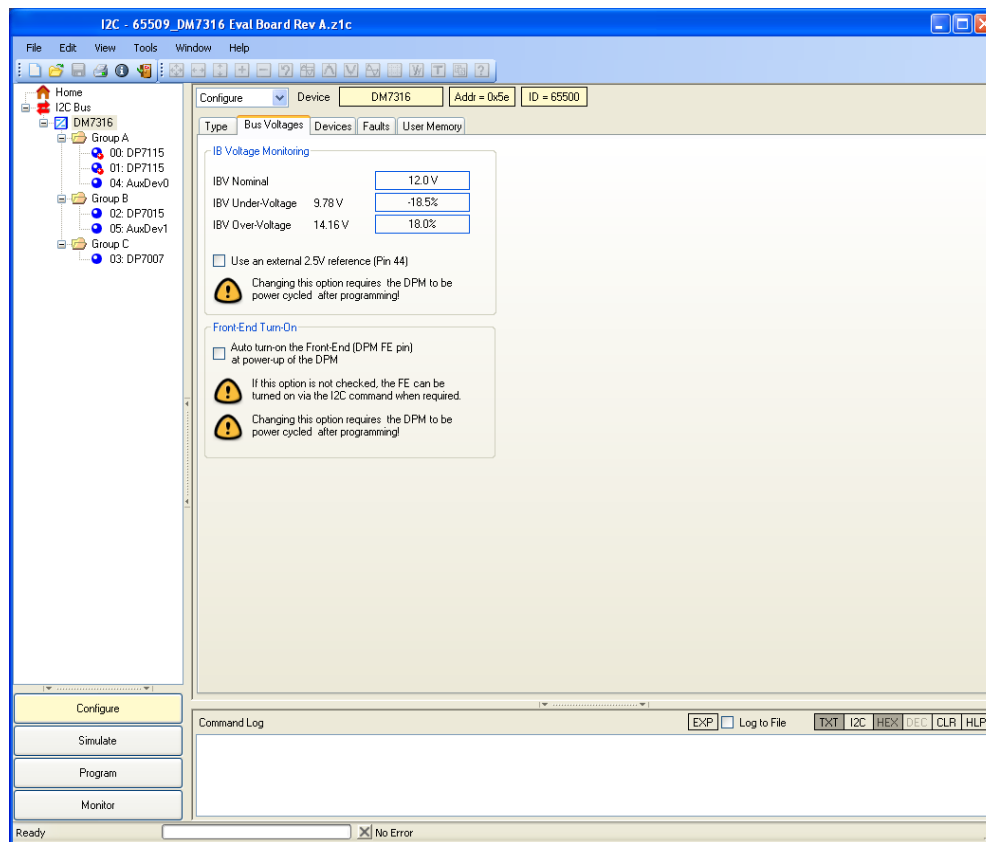 I2C - 65509_DM7316 Eval Board Rev A.z1c
File Edit View Tools Window Help
Home
I2C Bus
DM7316
Group A
00: DP7115
01: DP7115
04: AuxDev0
Group B
02: DP7015
05: AuxDev1
Group C
03: DP7007
Configure Device DM7316 Addr = 0x5e ID = 65500
Type Bus Voltages Devices Faults User Memory
IB Voltage Monitoring
IBV Nominal 12.0 V
IBV Under-Voltage 9.78 V -18.5%
IBV Over-Voltage 14.16 V 18.0%
Use an external 2.5V reference (Pin 44)
Changing this option requires the DPM to be
power cycled after programming!
Front-End Turn-On
Auto turn-on the Front-End (DPM FE pin)
at power-up of the DPM
If this option is not checked, the FE can be
turned on via the I2C command when required.
Changing this option requires the DPM to be
power cycled after programming!
Configure
Simulate
Program
Monitor
Command Log EXP Log to File TXT I2C HEX DEC CLR HLP
Ready No Error